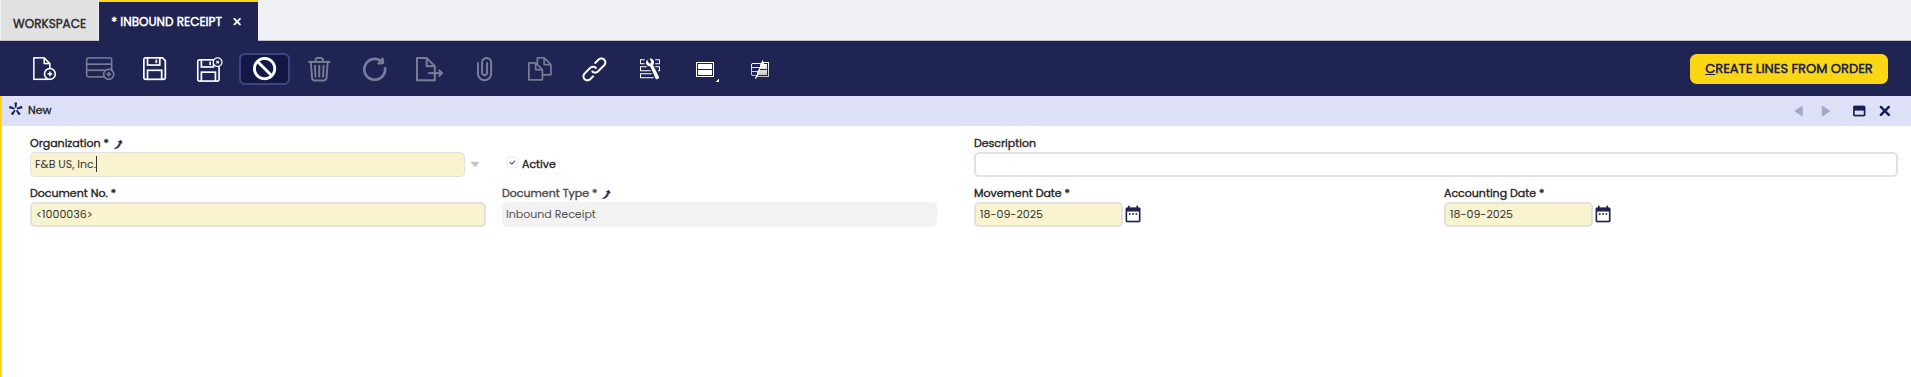 WORKSPACE
* INBOUND RECEIPT
CREATE LINES FROM ORDER
New
Organization *
F&B US, Inc.
Active
Description
Document No. *
<1000036>
Document Type *
Inbound Receipt
Movement Date *
18-09-2025
Accounting Date *
18-09-2025